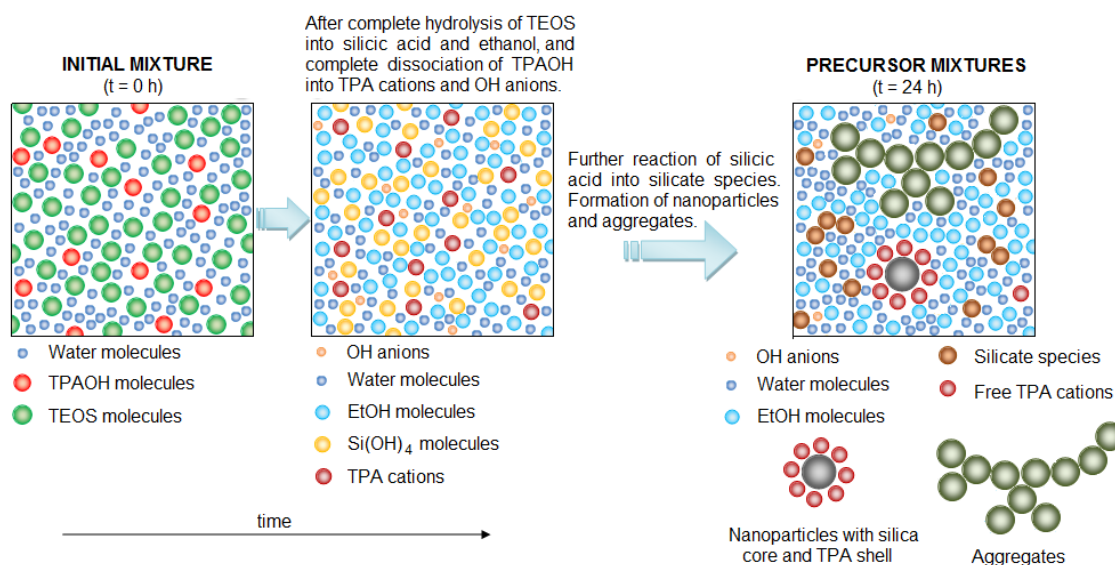 INITIAL MIXTURE
(t = 0 h)
Water molecules
TPAOH molecules
TEOS molecules
After complete hydrolysis of TEOS
into silicic acid and ethanol, and
complete dissociation of TPAOH
into TPA cations and OH anions.
OH anions
Water molecules
EtOH molecules
Si(OH)4 molecules
TPA cations
time
Further reaction of silicic
acid into silicate species.
Formation of nanoparticles
and aggregates.
PRECURSOR MIXTURES
(t = 24 h)
OH anions
Water molecules
EtOH molecules
Silicate species
Free TPA cations
Nanoparticles with silica
core and TPA shell
Aggregates